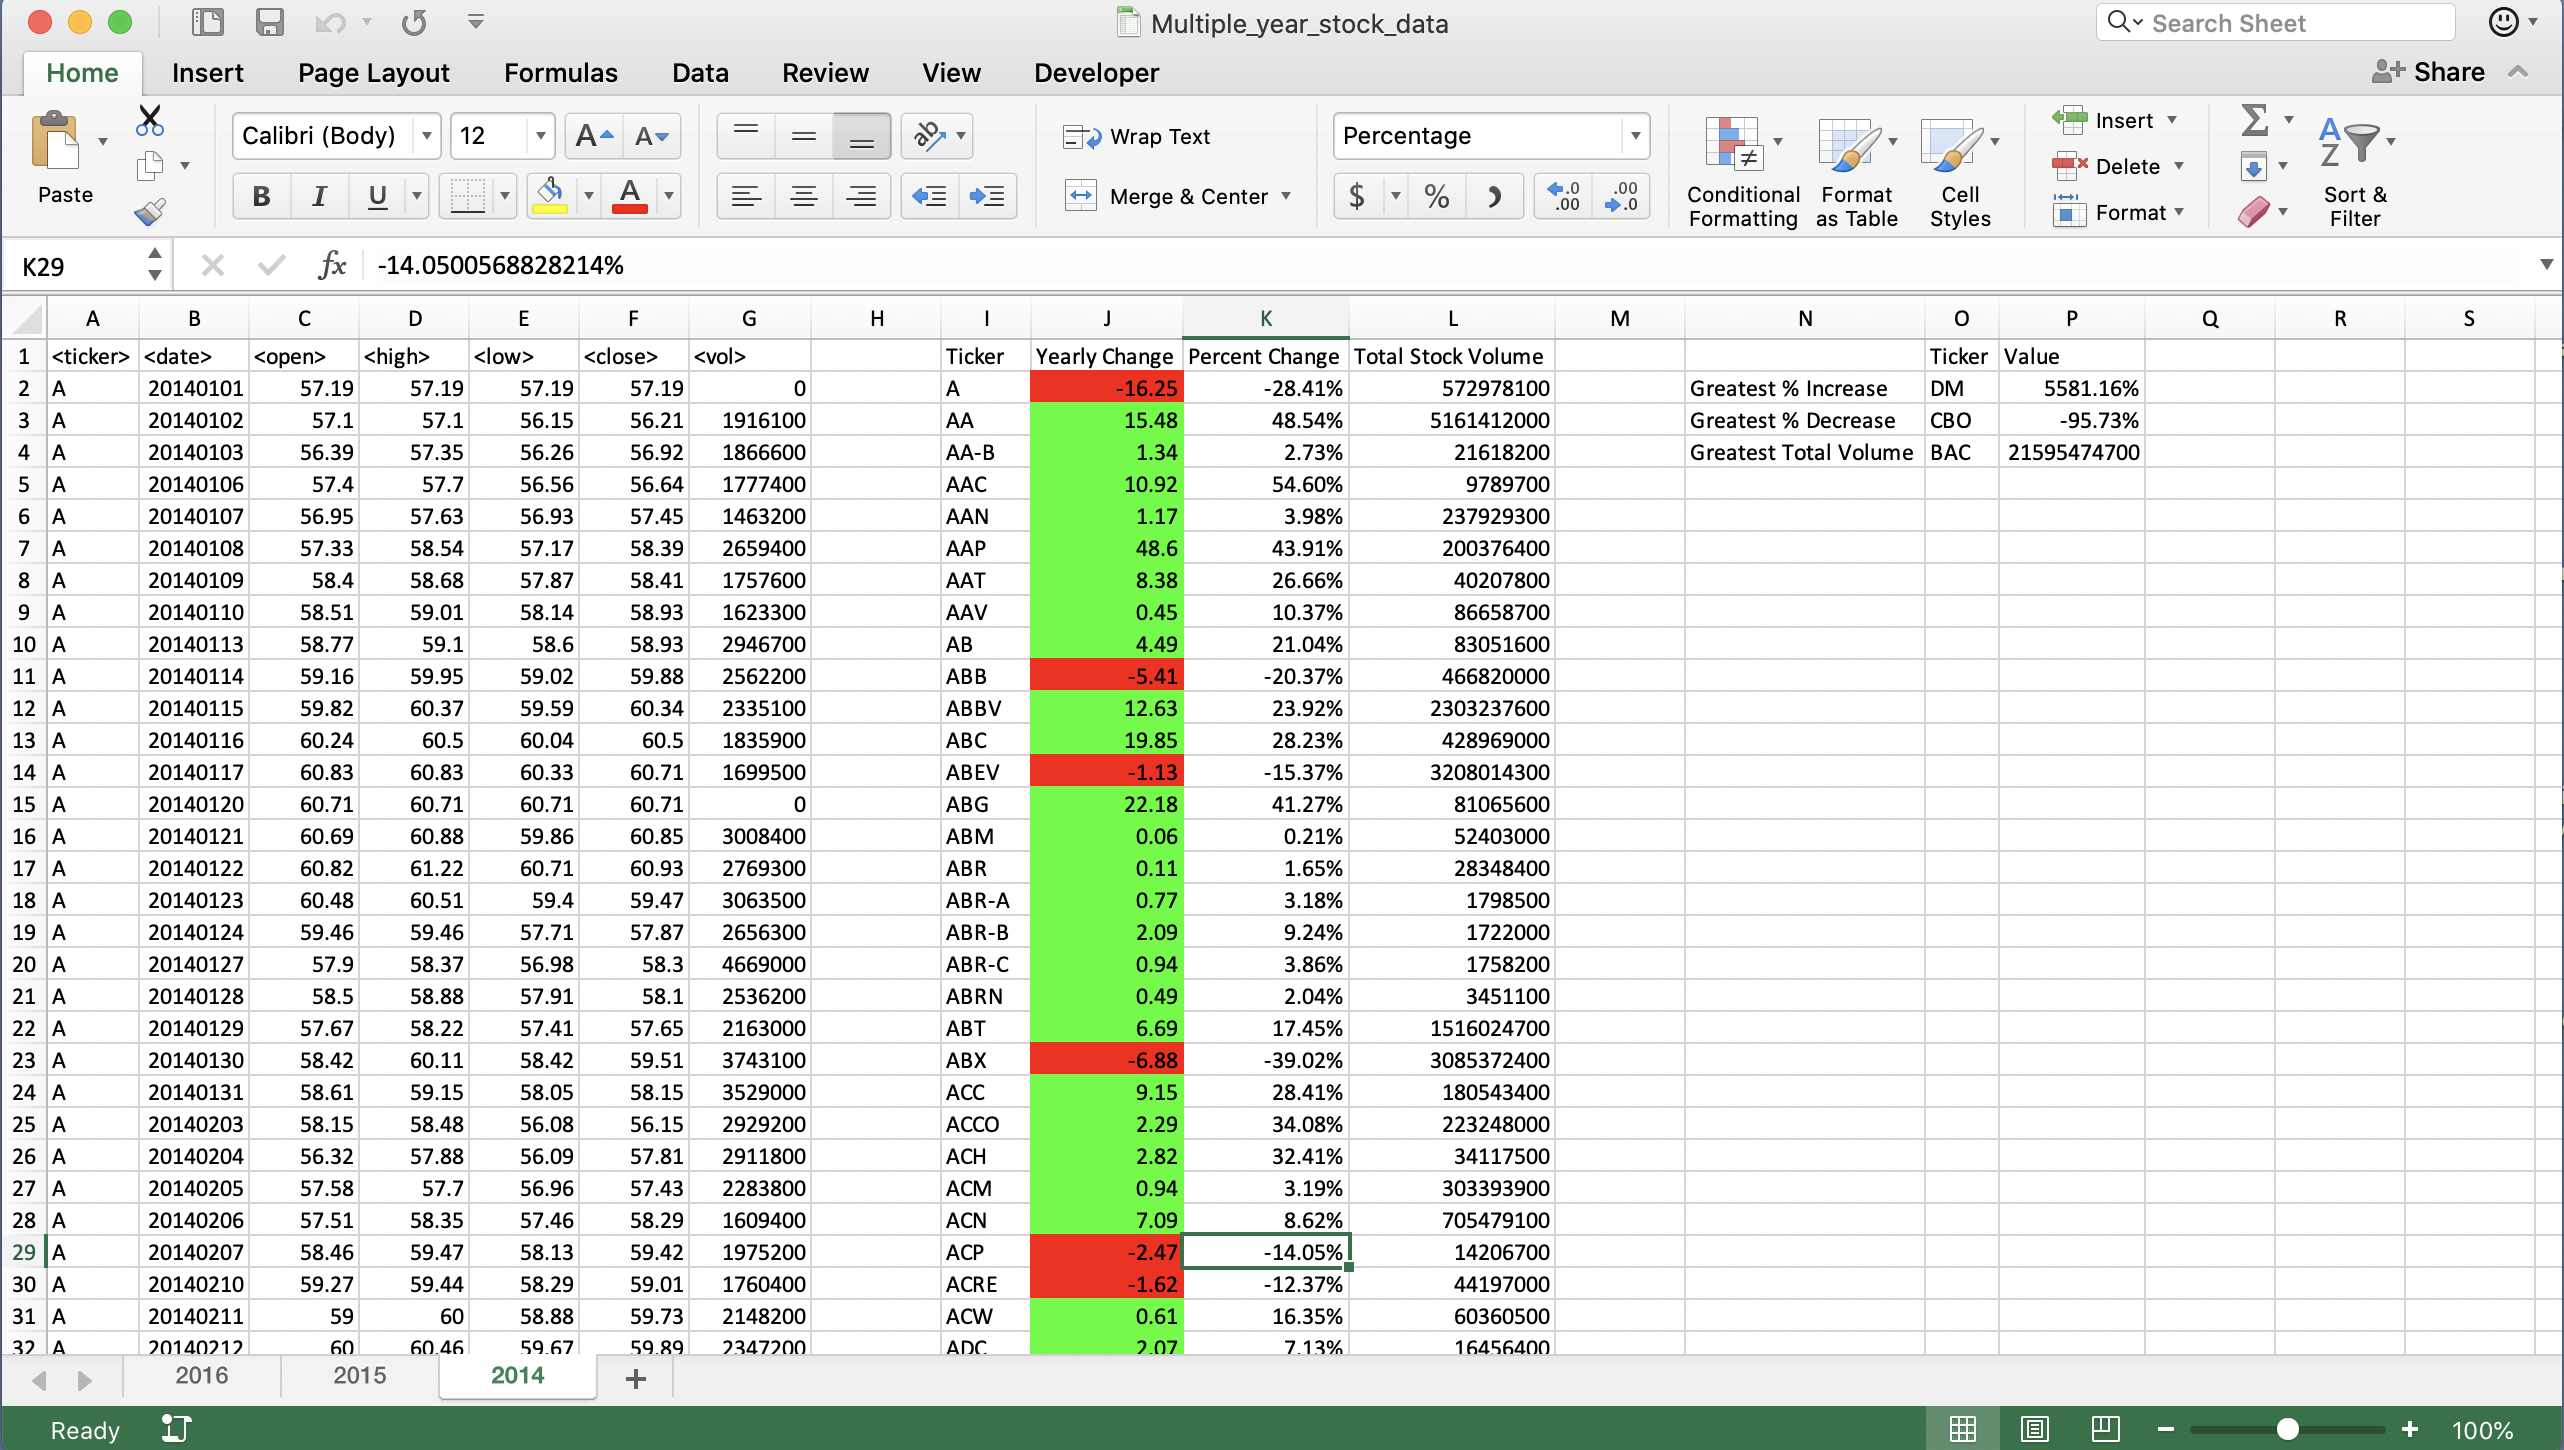 Multiple_year_stock_data
Search Sheet
Home Insert Page Layout Formulas Data Review View Developer Share
Paste
Calibri (Body) 12 A A Wrap Text Percentage Insert
Delete
B I U A Merge & Center $ % Conditional Formatting Format as Table Cell Styles Format Sort & Filter
K29 fx -14.0500568828214%
A B C D E F G H I J K L M N O P Q R S
1 <ticker> <date> <open> <high> <low> <close> <vol> Ticker Yearly Change Percent Change Total Stock Volume Ticker Value
2 A 20140101 57.19 57.19 57.19 57.19 0 A -16.25 -28.41% 572978100 Greatest % Increase DM 5581.16%
3 A 20140102 57.1 57.1 56.15 56.21 1916100 AA 15.48 48.54% 5161412000 Greatest % Decrease CBO -95.73%
4 A 20140103 56.39 57.35 56.26 56.92 1866600 AA-B 1.34 2.73% 21618200 Greatest Total Volume BAC 21595474700
5 A 20140106 57.4 57.7 56.56 56.64 1777400 AAC 10.92 54.60% 9789700
6 A 20140107 56.95 57.63 56.93 57.45 1463200 AAN 1.17 3.98% 237929300
7 A 20140108 57.33 58.54 57.17 58.39 2659400 AAP 48.6 43.91% 200376400
8 A 20140109 58.4 58.68 57.87 58.41 1757600 AAT 8.38 26.66% 40207800
9 A 20140110 58.51 59.01 58.14 58.93 1623300 AAV 0.45 10.37% 86658700
10 A 20140113 58.77 59.1 58.6 58.93 2946700 AB 4.49 21.04% 83051600
11 A 20140114 59.16 59.95 59.02 59.88 2562200 ABB -5.41 -20.37% 466820000
12 A 20140115 59.82 60.37 59.59 60.34 2335100 ABBV 12.63 23.92% 2303237600
13 A 20140116 60.24 60.5 60.04 60.5 1835900 ABC 19.85 28.23% 428969000
14 A 20140117 60.83 60.83 60.33 60.71 1699500 ABEV -1.13 -15.37% 3208014300
15 A 20140120 60.71 60.71 60.71 60.71 0 ABG 22.18 41.27% 81065600
16 A 20140121 60.69 60.88 59.86 60.85 3008400 ABM 0.06 0.21% 52403000
17 A 20140122 60.82 61.22 60.71 60.93 2769300 ABR 0.11 1.65% 28348400
18 A 20140123 60.48 60.51 59.4 59.47 3063500 ABR-A 0.77 3.18% 1798500
19 A 20140124 59.46 59.46 57.71 57.87 2656300 ABR-B 2.09 9.24% 1722000
20 A 20140127 57.9 58.37 56.98 58.3 4669000 ABR-C 0.94 3.86% 1758200
21 A 20140128 58.5 58.88 57.91 58.1 2536200 ABRN 0.49 2.04% 3451100
22 A 20140129 57.67 58.22 57.41 57.65 2163000 ABT 6.69 17.45% 1516024700
23 A 20140130 58.42 60.11 58.42 59.51 3743100 ABX -6.88 -39.02% 3085372400
24 A 20140131 58.61 59.15 58.05 58.15 3529000 ACC 9.15 28.41% 180543400
25 A 20140203 58.15 58.48 56.08 56.15 2929200 ACCO 2.29 34.08% 223248000
26 A 20140204 56.32 57.88 56.09 57.81 2911800 ACH 2.82 32.41% 34117500
27 A 20140205 57.58 57.7 56.96 57.43 2283800 ACM 0.94 3.19% 303393900
28 A 20140206 57.51 58.35 57.46 58.29 1609400 ACN 7.09 8.62% 705479100
29 A 20140207 58.46 59.47 58.13 59.42 1975200 ACP -2.47 -14.05% 14206700
30 A 20140210 59.27 59.44 58.29 59.01 1760400 ACRE -1.62 -12.37% 44197000
31 A 20140211 59 60 58.88 59.73 2148200 ACW 0.61 16.35% 60360500
32 A 20140212 60 60.46 59.67 59.89 2347200 ADC 2.07 7.13% 16456400
2016 2015 2014 +
Ready 100%